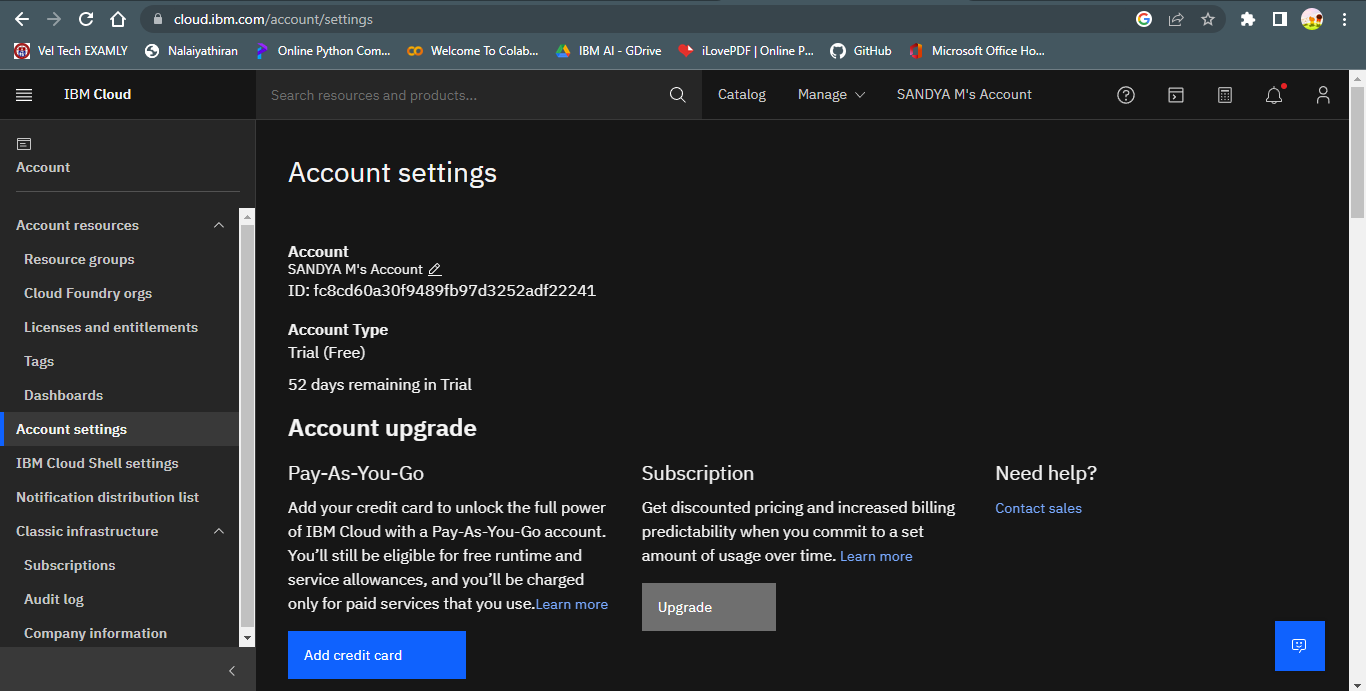 cloud.ibm.com/account/settings
Vel Tech EXAMLY
Nalaiyathiran
Online Python Com...
Welcome To Colab...
IBM AI - GDrive
iLovePDF | Online P...
GitHub
Microsoft Office Ho...
IBM Cloud
Search resources and products...
Catalog
Manage
SANDYA M's Account
Account
Account resources
Resource groups
Cloud Foundry orgs
Licenses and entitlements
Tags
Dashboards
Account settings
IBM Cloud Shell settings
Notification distribution list
Classic infrastructure
Subscriptions
Audit log
Company information
Account settings
Account
SANDYA M's Account
ID: fc8cd60a30f9489fb97d3252adf22241
Account Type
Trial (Free)
52 days remaining in Trial
Account upgrade
Pay-As-You-Go
Add your credit card to unlock the full power
of IBM Cloud with a Pay-As-You-Go account.
You'll still be eligible for free runtime and
service allowances, and you'll be charged
only for paid services that you use.Learn more
Add credit card
Subscription
Get discounted pricing and increased billing
predictability when you commit to a set
amount of usage over time. Learn more
Upgrade
Need help?
Contact sales